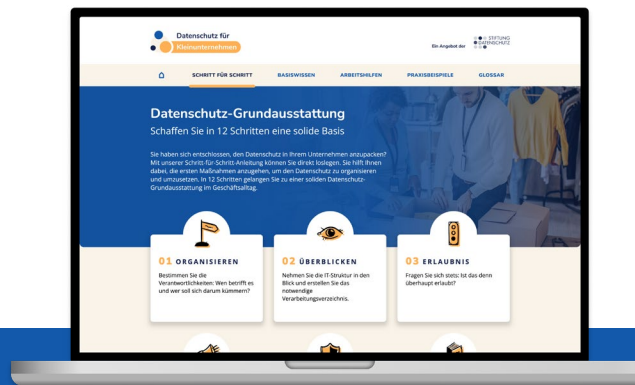 Datenschutz für
Kleinunternehmen
Ein Angebot der
STIFTUNG
DATENSCHUTZ
SCHRITT FÜR SCHRITT
BASISWISSEN
ARBEITSHILFEN
PRAXISBEISPIELE
GLOSSAR
Datenschutz-Grundausstattung
Schaffen Sie in 12 Schritten eine solide Basis
Sie haben sich entschlossen, den Datenschutz in Ihrem Unternehmen anzupacken?
Mit unserer Schritt-für-Schritt-Anleitung können Sie direkt loslegen. Sie hilft Ihnen
dabei, die ersten Maßnahmen anzugehen, um den Datenschutz zu organisieren
und umzusetzen. In 12 Schritten gelangen Sie zu einer soliden Datenschutz-
Grundausstattung im Geschäftsalltag.
01 ORGANISIEREN
Bestimmen Sie die
Verantwortlichkeiten: Wen betrifft es
und wer soll sich darum kümmern?
02 ÜBERBLICKEN
Nehmen Sie die IT-Struktur in den
Blick und erstellen Sie das
notwendige
Verarbeitungsverzeichnis.
03 ERLAUBNIS
Fragen Sie sich stets: Ist das denn
überhaupt erlaubt?